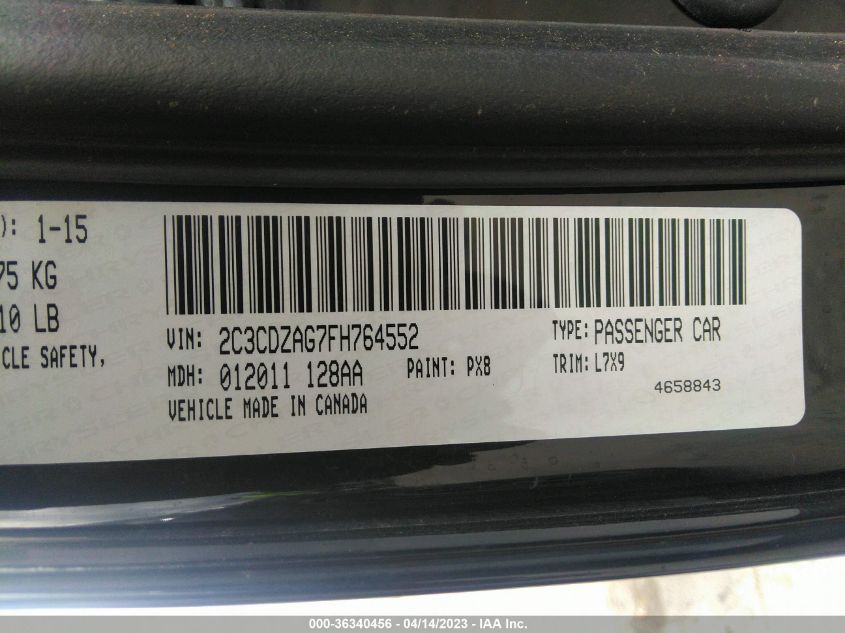 ): 1-15
75 KG
10 LB
CLE SAFETY,
VIN: 2C3CDZAG7FH764552
TYPE: PASSENGER CAR
MDH: 012011 128AA
PAINT: PX8
TRIM: L7X9
VEHICLE MADE IN CANADA
4658843
000-36340456 - 04/14/2023 - IAA Inc.